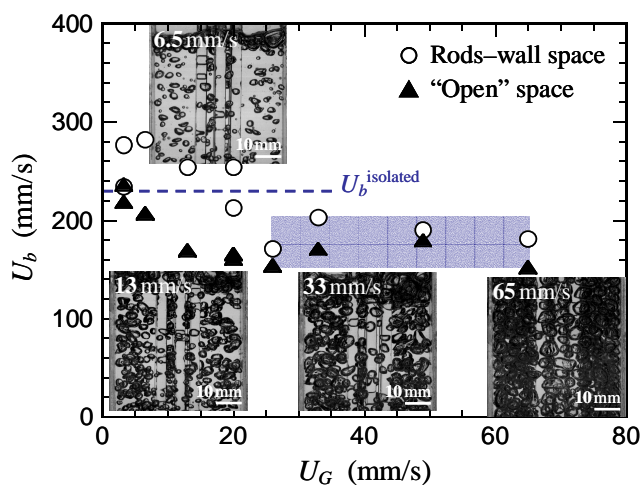 400
300
200
100
0
U_b (mm/s)
6.5 mm/s
10 mm
Rods–wall space
“Open” space
U_b^isolated
13 mm/s
10 mm
33 mm/s
10 mm
65 mm/s
10 mm
0 20 40 60 80
U_G (mm/s)